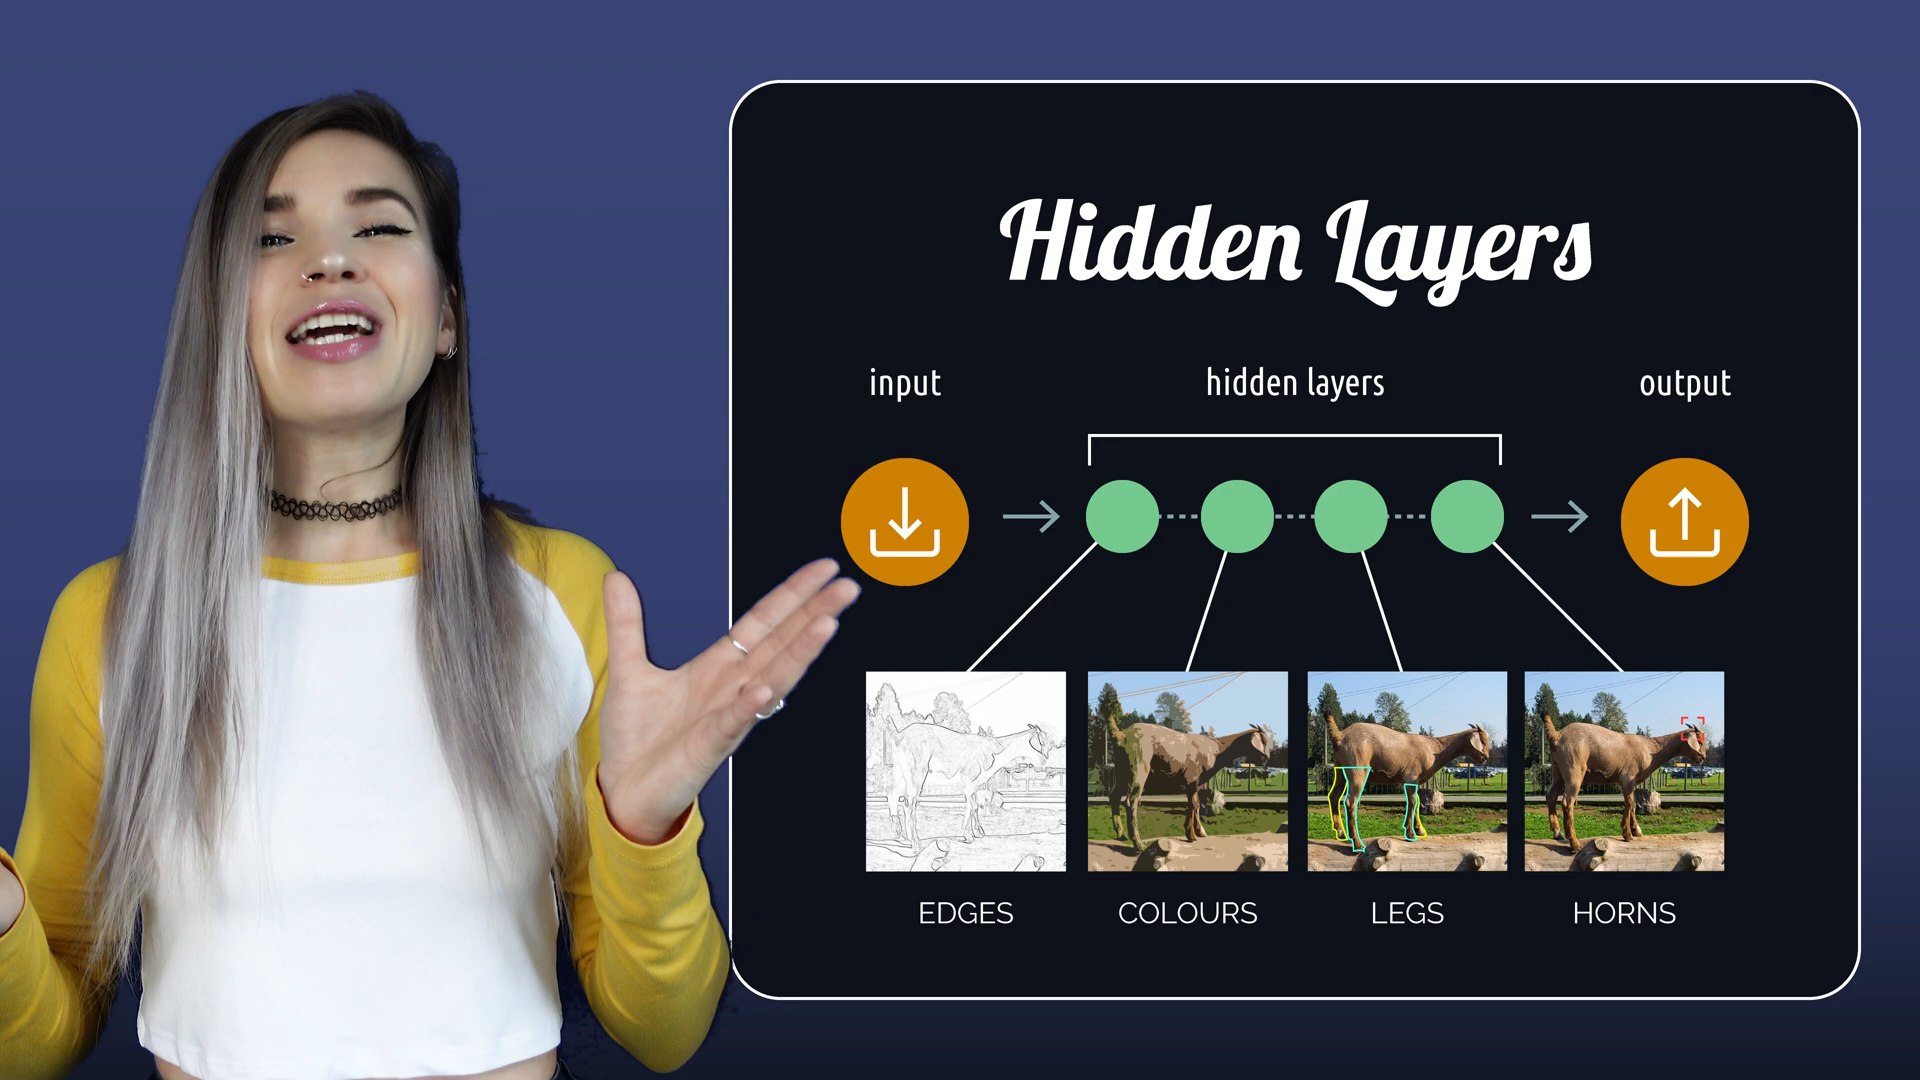 Hidden Layers
input
hidden layers
output
EDGES
COLOURS
LEGS
HORNS